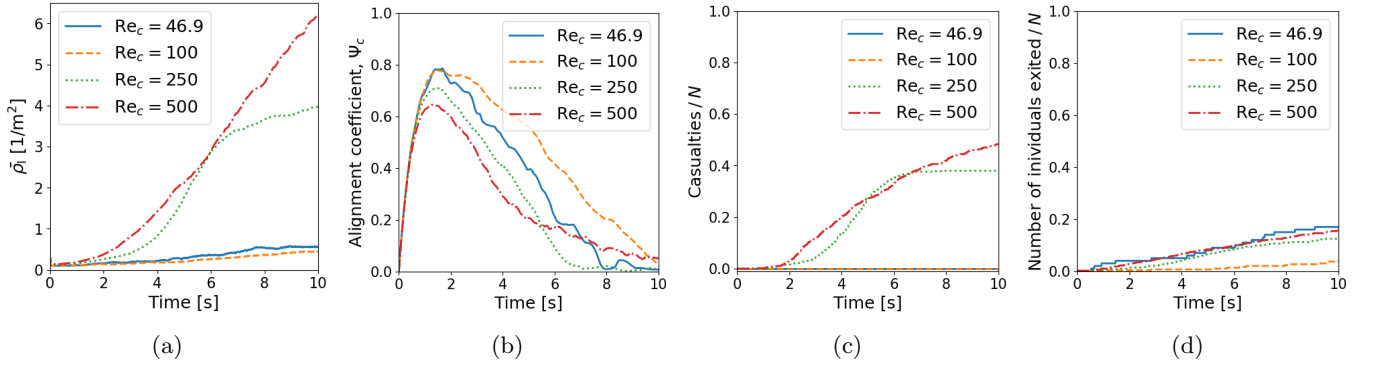 ρ̄ᵢ [1/m²]
6
5
4
3
2
1
0
Re_c = 46.9
Re_c = 100
Re_c = 250
Re_c = 500
0 2 4 6 8 10
Time [s]
(a)
Alignment coefficient, Ψ_c
1.0
0.8
0.6
0.4
0.2
0.0
Re_c = 46.9
Re_c = 100
Re_c = 250
Re_c = 500
0 2 4 6 8 10
Time [s]
(b)
Casualties / N
1.0
0.8
0.6
0.4
0.2
0.0
Re_c = 46.9
Re_c = 100
Re_c = 250
Re_c = 500
0 2 4 6 8 10
Time [s]
(c)
Number of inividuals exited / N
1.0
0.8
0.6
0.4
0.2
0.0
Re_c = 46.9
Re_c = 100
Re_c = 250
Re_c = 500
0 2 4 6 8 10
Time [s]
(d)